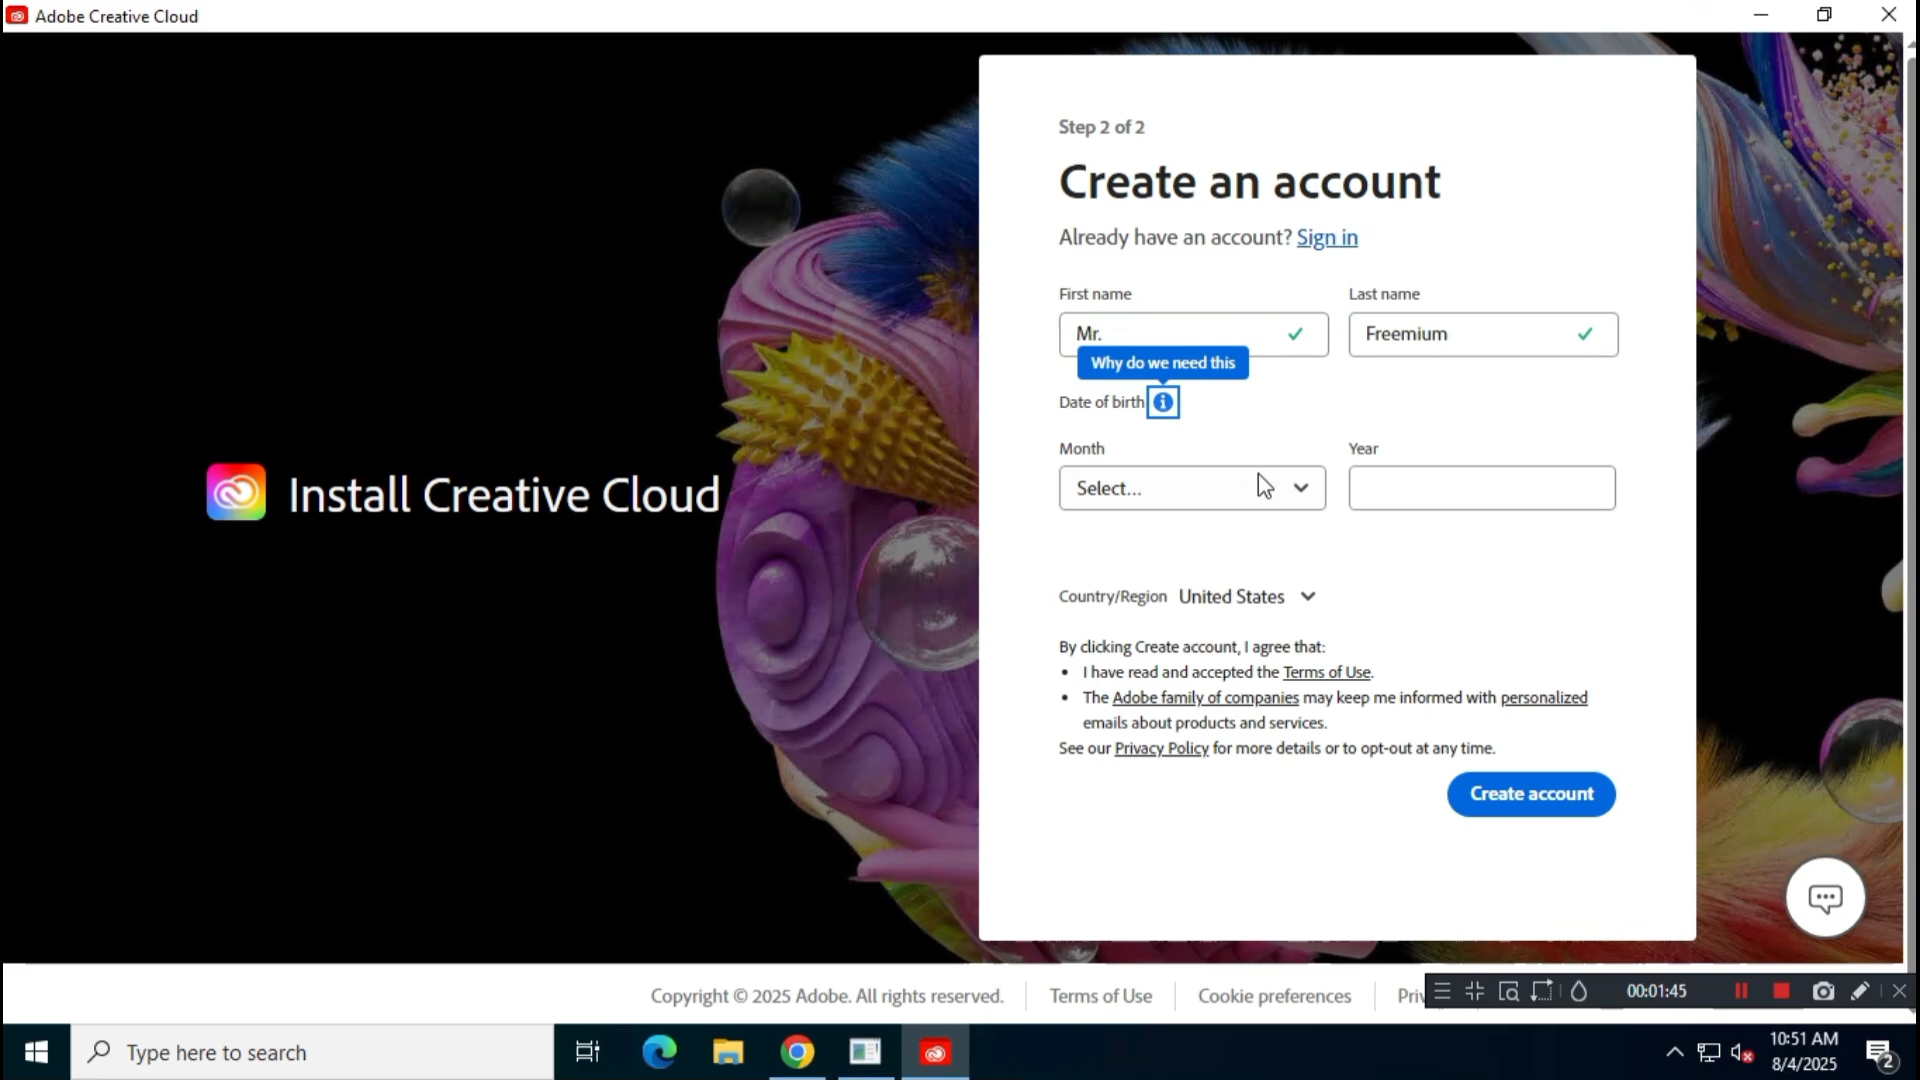 Adobe Creative Cloud
Step 2 of 2
Create an account
Already have an account? Sign in
First name
Last name
Mr.
Freemium
Why do we need this
Date of birth
Month
Year
Select...
Install Creative Cloud
Country/Region United States
By clicking Create account, I agree that:
• I have read and accepted the Terms of Use.
• The Adobe family of companies may keep me informed with personalized
emails about products and services.
See our Privacy Policy for more details or to opt-out at any time.
Create account
Copyright © 2025 Adobe. All rights reserved.
Terms of Use
Cookie preferences
Priv
00:01:45
Type here to search
10:51 AM
8/4/2025
2